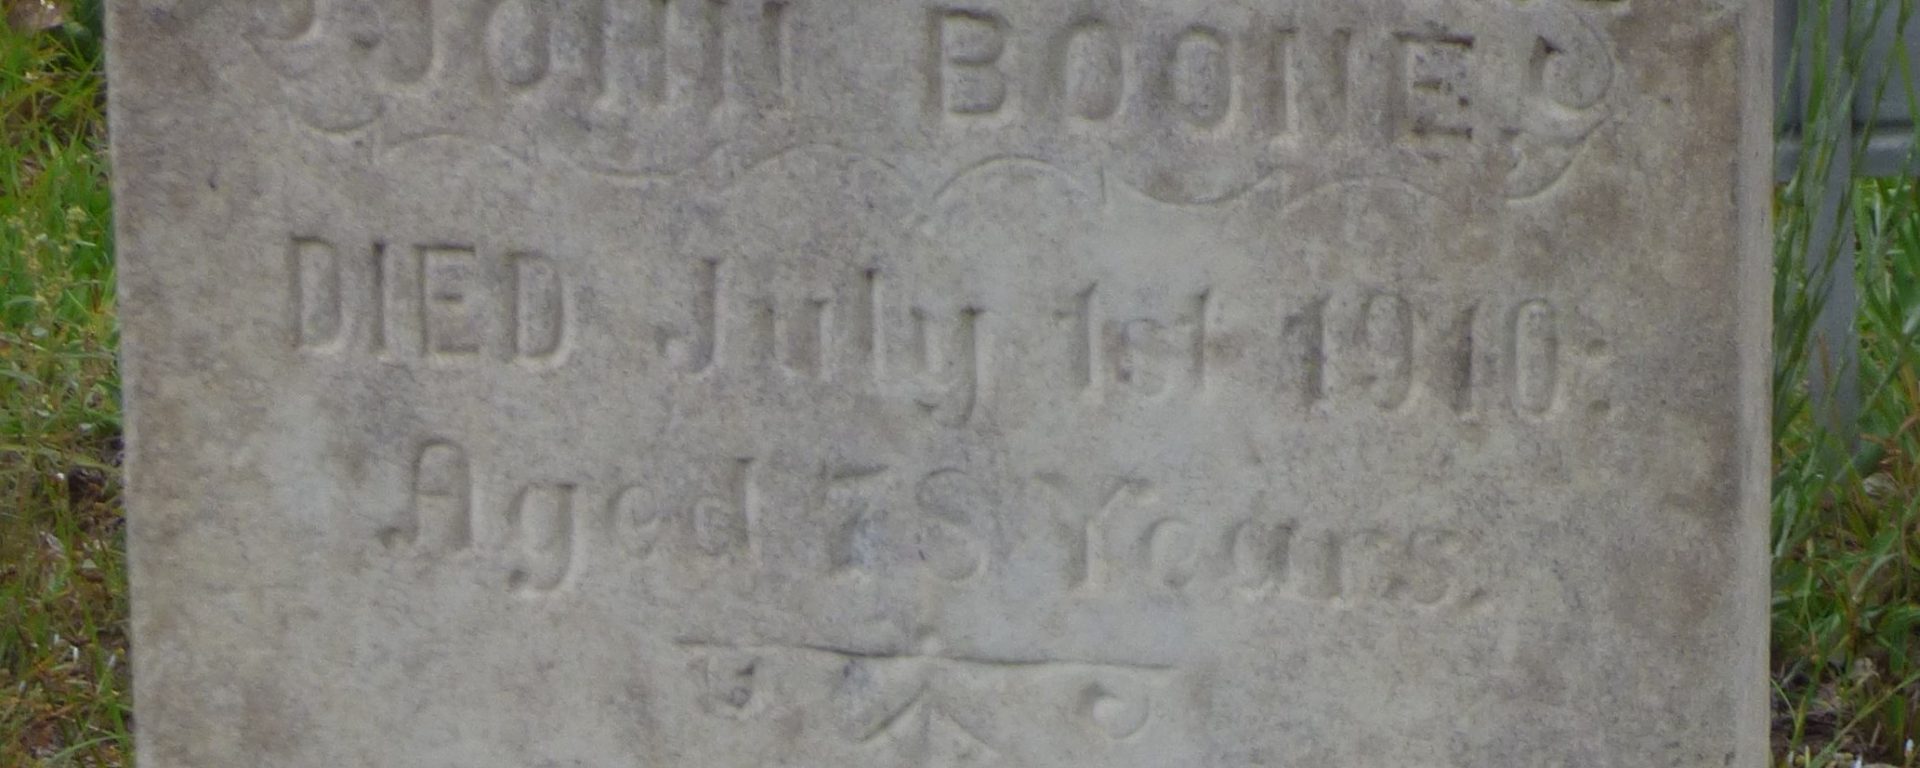 JOHN BOONE
DIED July 1st 1910.
Aged 78 Years.